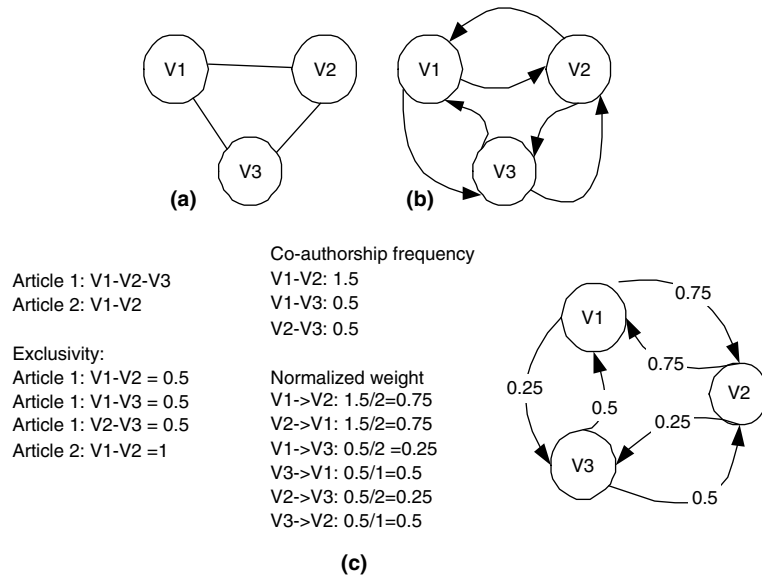 V1
V2
V3
(a)
V1
V2
V3
(b)
Article 1: V1-V2-V3
Article 2: V1-V2
Exclusivity:
Article 1: V1-V2 = 0.5
Article 1: V1-V3 = 0.5
Article 1: V2-V3 = 0.5
Article 2: V1-V2 =1
Co-authorship frequency
V1-V2: 1.5
V1-V3: 0.5
V2-V3: 0.5
Normalized weight
V1->V2: 1.5/2=0.75
V2->V1: 1.5/2=0.75
V1->V3: 0.5/2 =0.25
V3->V1: 0.5/1=0.5
V2->V3: 0.5/2=0.25
V3->V2: 0.5/1=0.5
V1
0.75
0.75
0.25
0.5
V2
0.25
V3
0.5
(c)